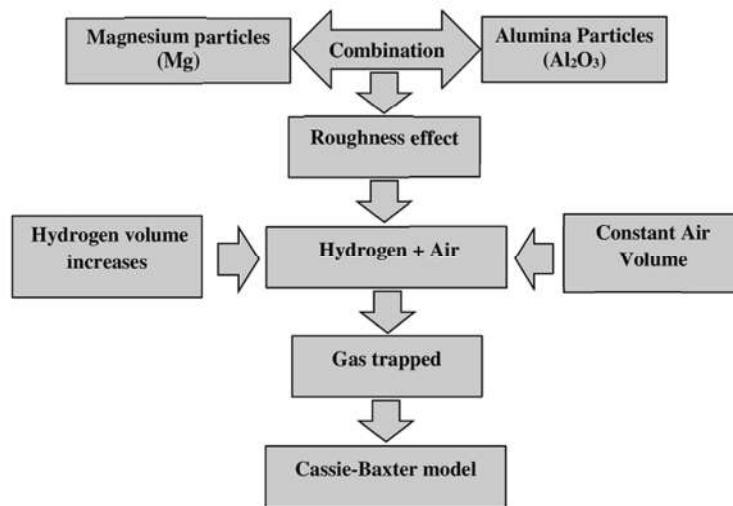 Magnesium particles
(Mg)
Combination
Alumina Particles
(Al₂O₃)
Roughness effect
Hydrogen volume
increases
Hydrogen + Air
Constant Air
Volume
Gas trapped
Cassie-Baxter model